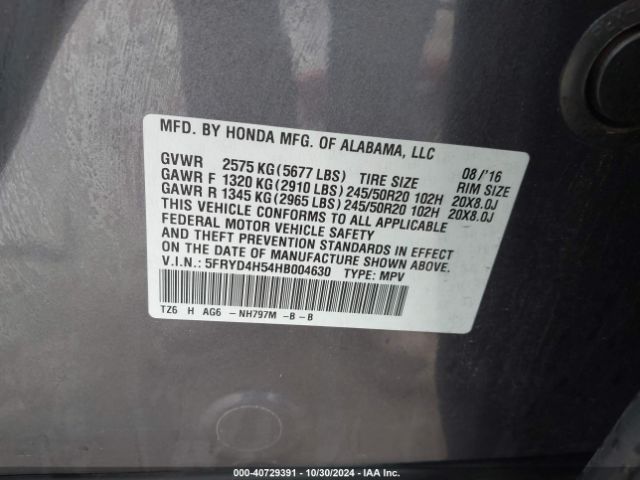 MFD. BY HONDA MFG. OF ALABAMA, LLC
GVWR 2575 KG (5677 LBS) TIRE SIZE 08/'16 RIM SIZE
GAWR F 1320 KG (2910 LBS) 245/50R20 102H 20X8.0J
GAWR R 1345 KG (2965 LBS) 245/50R20 102H 20X8.0J
THIS VEHICLE CONFORMS TO ALL APPLICABLE
FEDERAL MOTOR VEHICLE SAFETY
AND THEFT PREVENTION STANDARDS IN EFFECT
ON THE DATE OF MANUFACTURE SHOWN ABOVE.
V.I.N.: 5FRYD4H54HB004630 TYPE: MPV
TZ6 H AG6 - NH797M -B - B
000-40729391 - 10/30/2024 - IAA Inc.